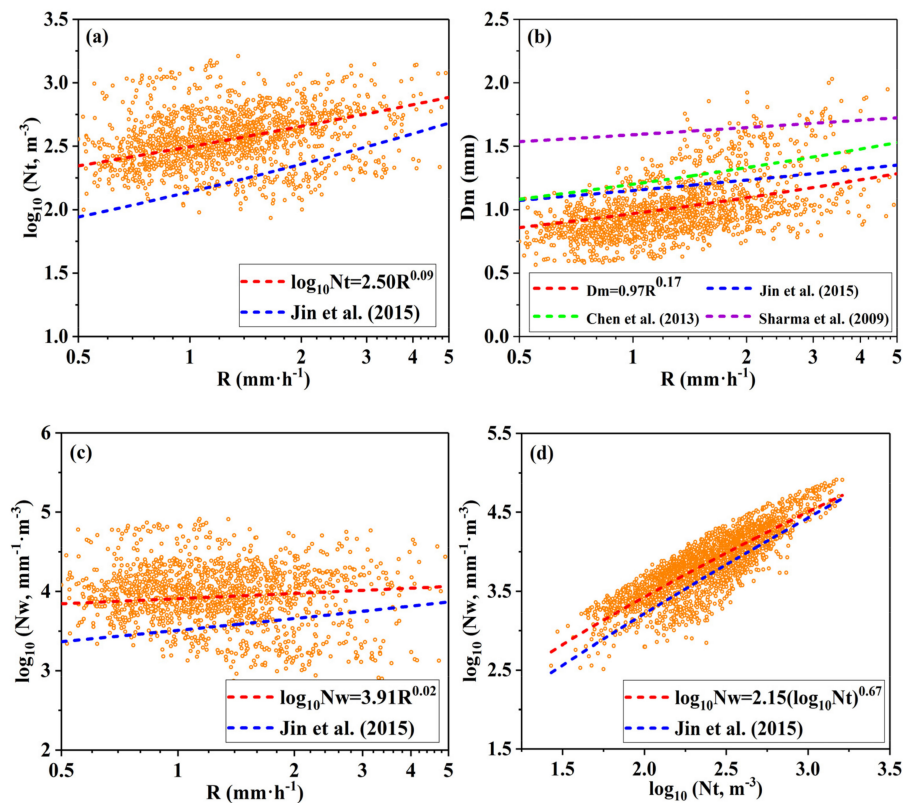 (a)
3.5
3.0
2.5
2.0
1.5
1.0
log₁₀ (Nt, m⁻³)
log₁₀Nt=2.50R⁰·⁰⁹
Jin et al. (2015)
0.5 1 2 3 4 5
R (mm·h⁻¹)
(b)
2.5
2.0
1.5
1.0
0.5
0.0
Dm (mm)
Dm=0.97R⁰·¹⁷ Jin et al. (2015)
Chen et al. (2013) Sharma et al. (2009)
0.5 1 2 3 4 5
R (mm·h⁻¹)
(c)
6
5
4
3
2
log₁₀ (Nw, mm⁻¹·m⁻³)
log₁₀Nw=3.91R⁰·⁰²
Jin et al. (2015)
0.5 1 2 3 4 5
R (mm·h⁻¹)
(d)
5.5
4.5
3.5
2.5
1.5
log₁₀ (Nw, mm⁻¹·m⁻³)
log₁₀Nw=2.15(log₁₀Nt)⁰·⁶⁷
Jin et al. (2015)
1.5 2.0 2.5 3.0 3.5
log₁₀ (Nt, m⁻³)